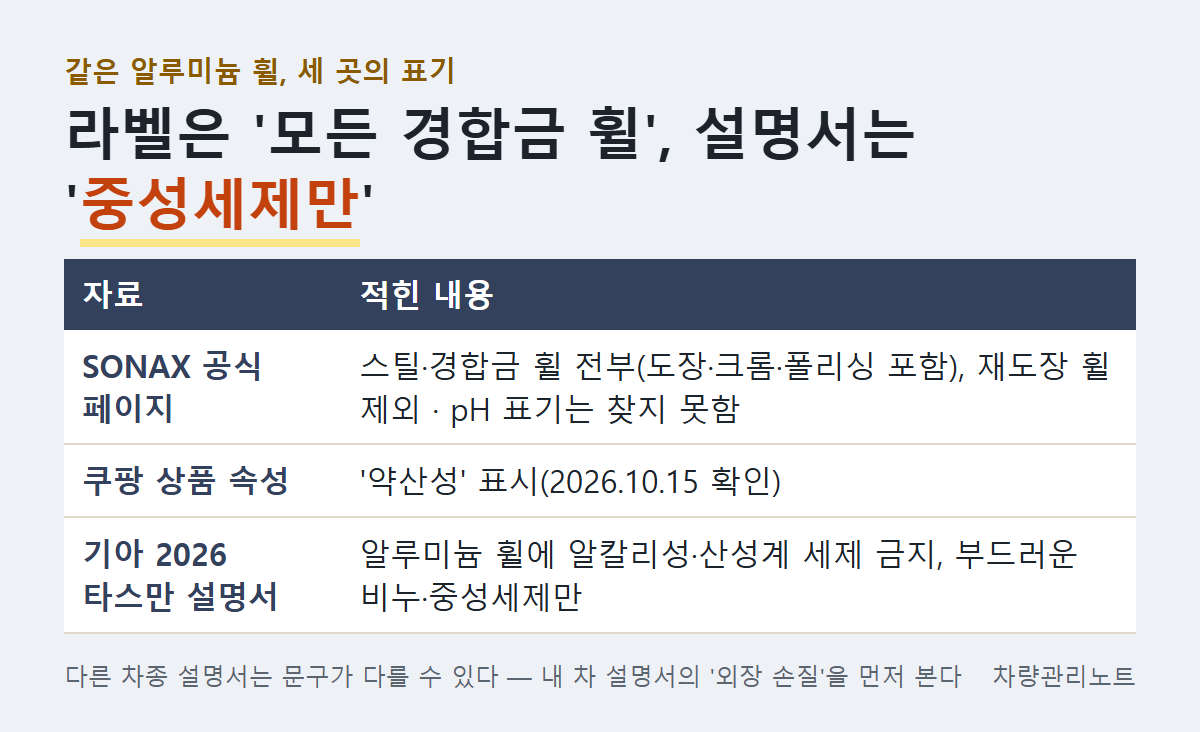 같은 알루미늄 휠, 세 곳의 표기
라벨은 '모든 경합금 휠', 설명서는
'중성세제만'
자료 적힌 내용
SONAX 공식
페이지
스틸·경합금 휠 전부(도장·크롬·폴리싱 포함), 재도장 휠
제외 · pH 표기는 찾지 못함
쿠팡 상품 속성
'약산성' 표시(2026.10.15 확인)
기아 2026
타스만 설명서
알루미늄 휠에 알칼리성·산성계 세제 금지, 부드러운
비누·중성세제만
다른 차종 설명서는 문구가 다를 수 있다 — 내 차 설명서의 '외장 손질'을 먼저 본다
차량관리노트